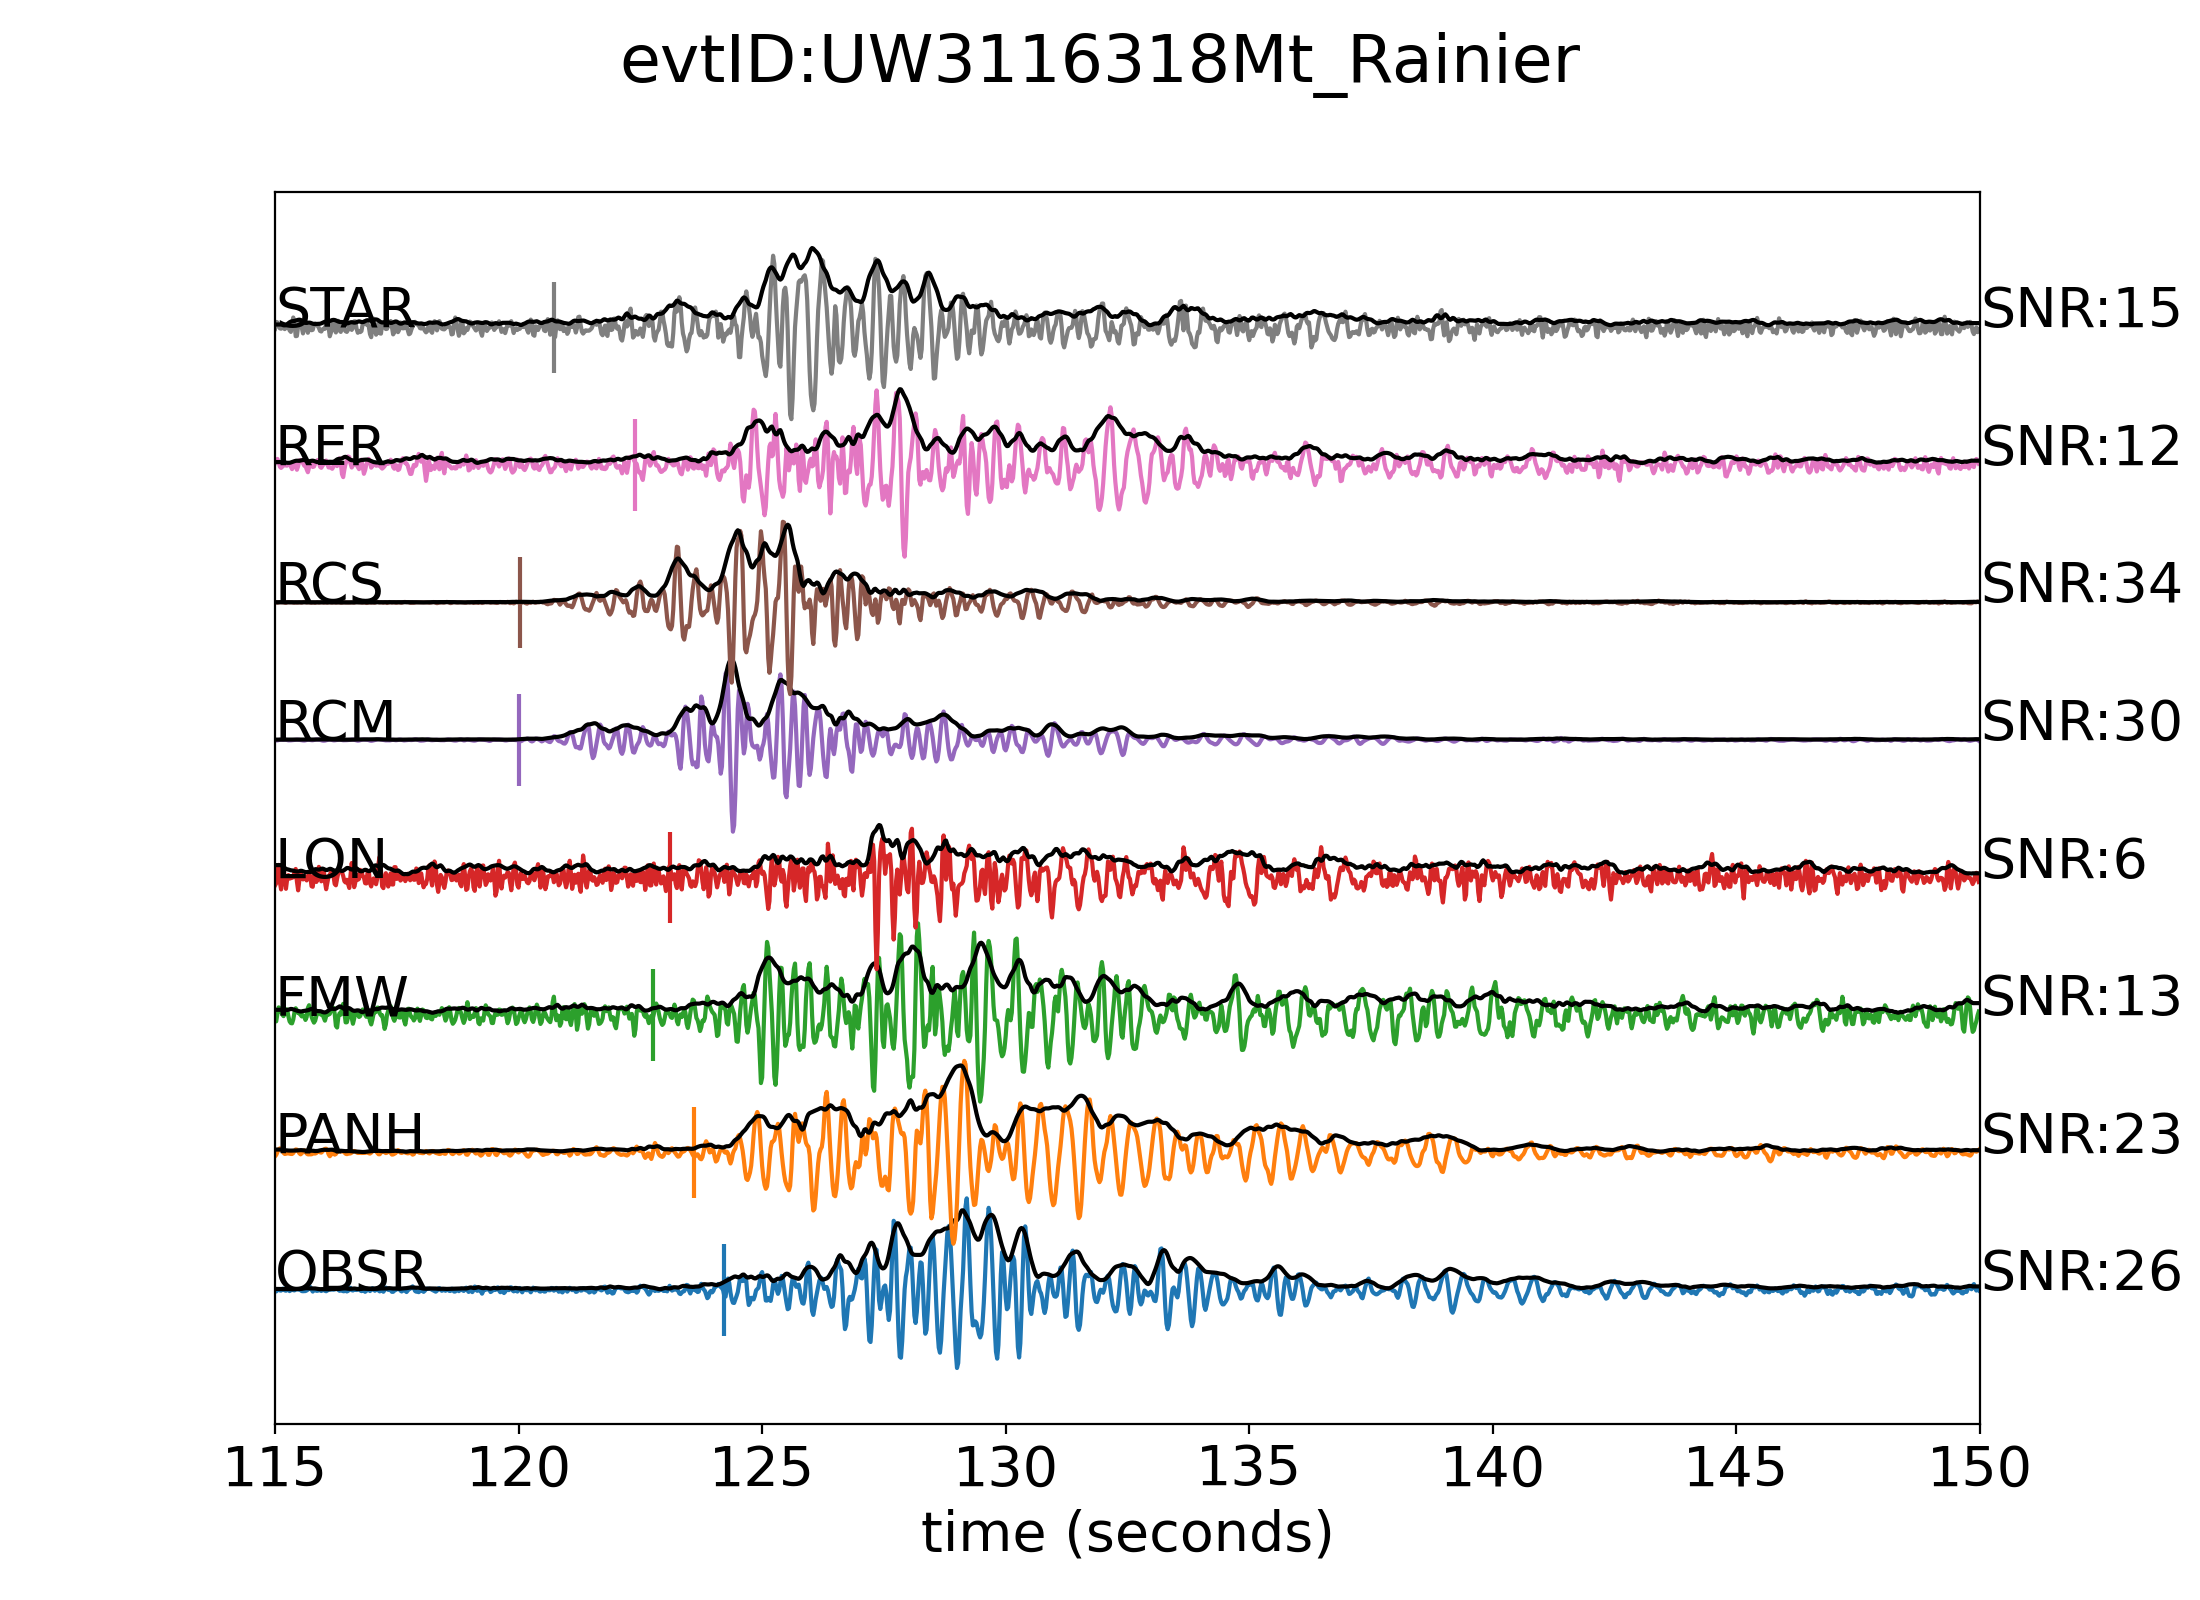 evtID:UW3116318Mt_Rainier
STAR SNR:15
RER SNR:12
RCS SNR:34
RCM SNR:30
LON SNR:6
FMW SNR:13
PANH SNR:23
OBSR SNR:26
115 120 125 130 135 140 145 150
time (seconds)